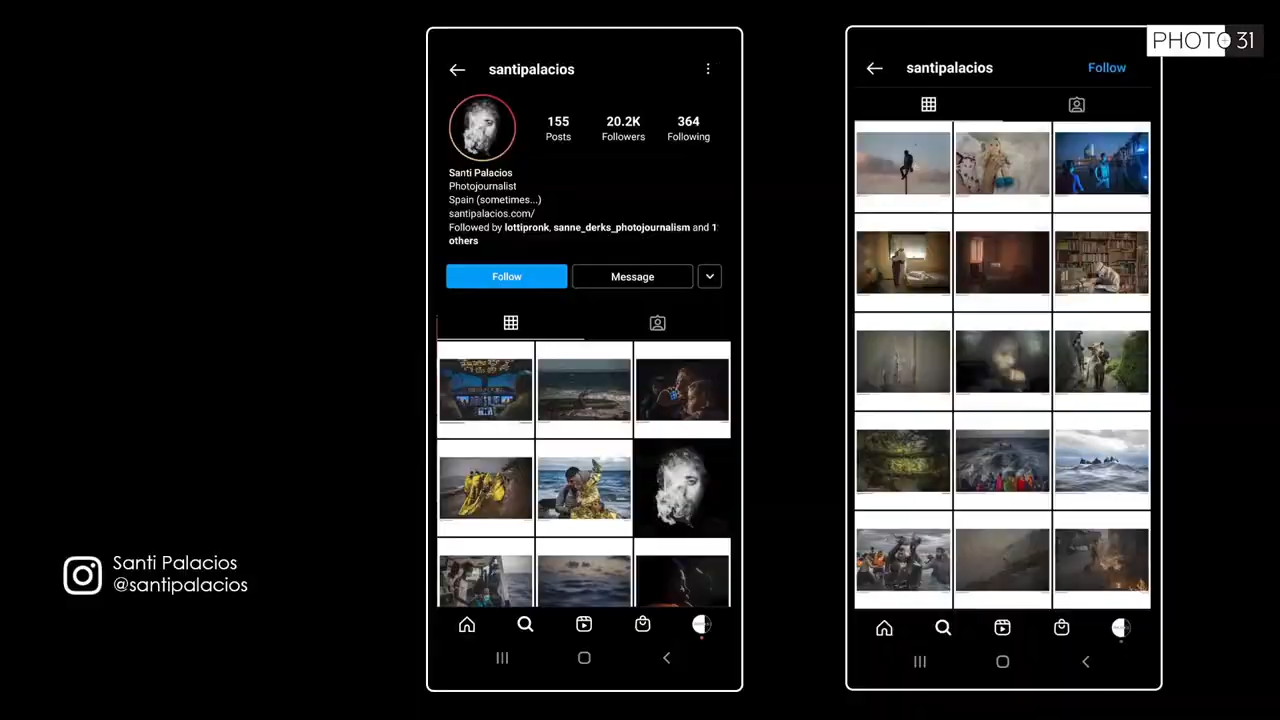 PHOTO 31
santipalacios
155
Posts
20.2K
Followers
364
Following
Santi Palacios
Photojournalist
Spain (sometimes...)
santipalacios.com/
Followed by lottipronk, sanne_derks_photojournalism and 1
others
Follow
Message
santipalacios
Follow
Santi Palacios
@santipalacios